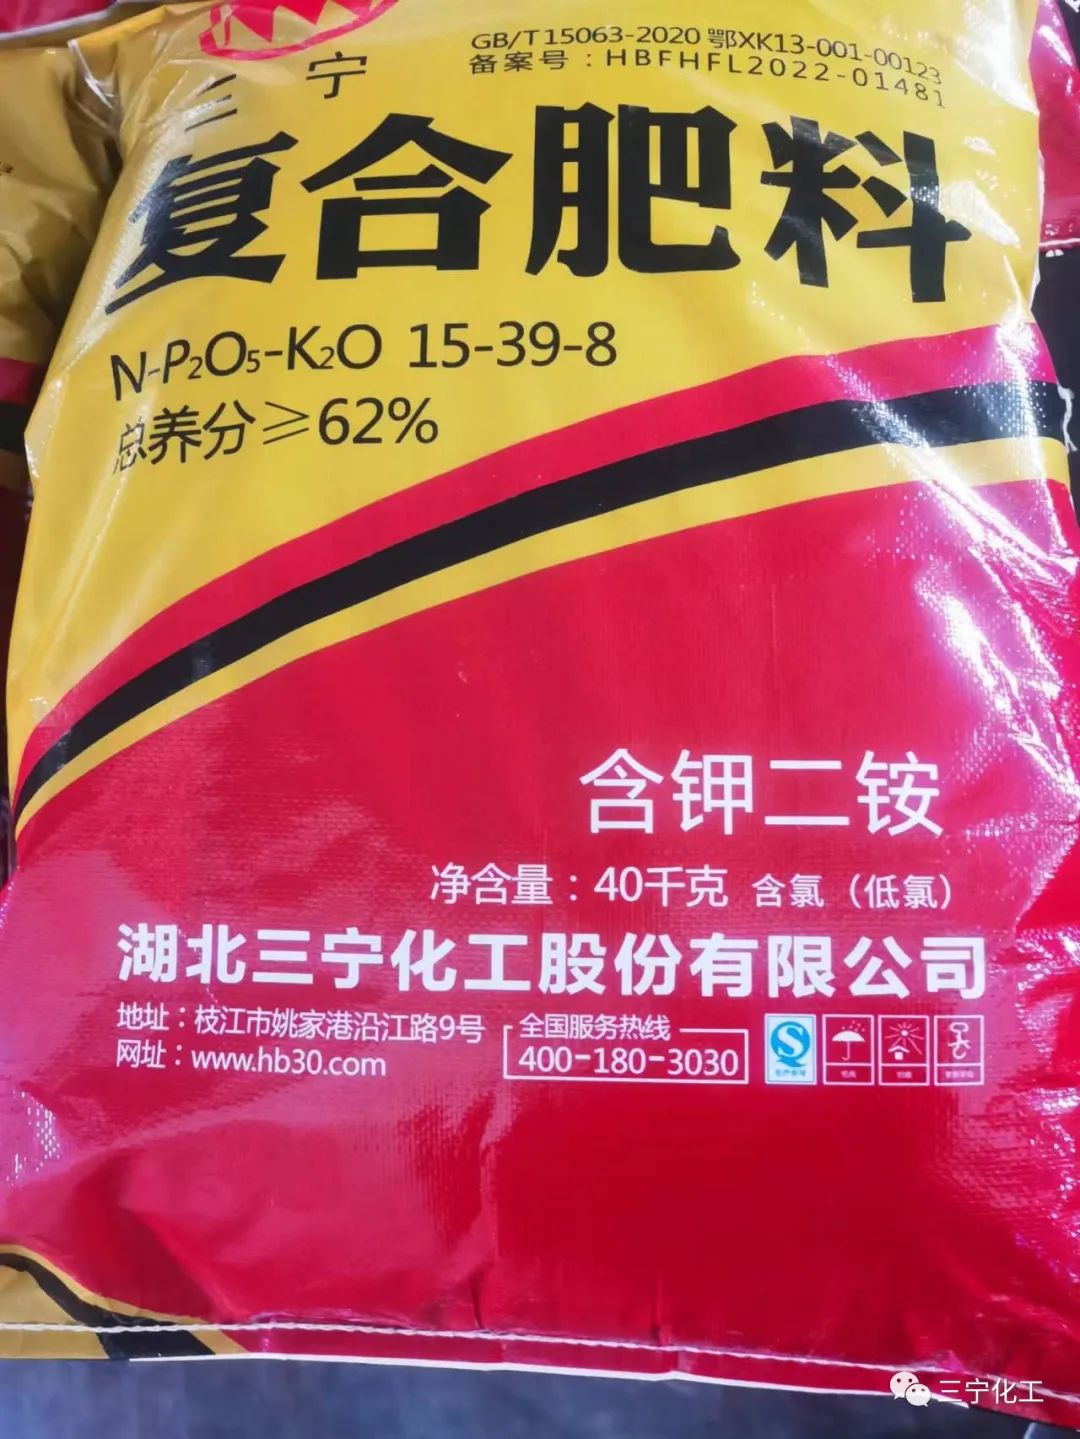 GB/T 15063-2020 鄂XK13-001-00123
备案号：HBFHFL2022-01481
三宁
复合肥料
N-P₂O₅-K₂O 15-39-8
总养分≥62%
含钾二铵
净含量：40千克 含氯（低氯）
湖北三宁化工股份有限公司
地址：枝江市姚家港沿江路9号
网址：www.hb30.com
全国服务热线
400-180-3030
三宁化工